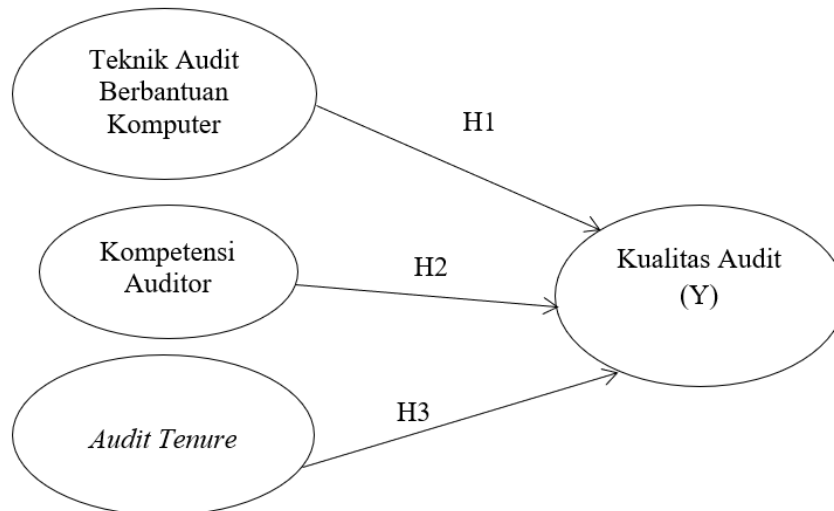 Teknik Audit
Berbantuan
Komputer
H1
Kompetensi
Auditor
H2
Kualitas Audit
(Y)
Audit Tenure
H3